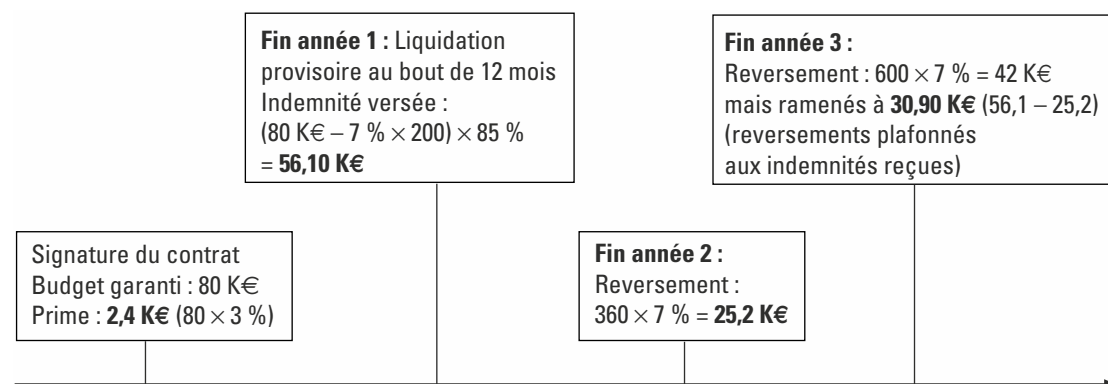 Signature du contrat
Budget garanti : 80 K€
Prime : 2,4 K€ (80 × 3 %)
Fin année 1 : Liquidation
provisoire au bout de 12 mois
Indemnité versée :
(80 K€ – 7 % × 200) × 85 %
= 56,10 K€
Fin année 2 :
Reversement :
360 × 7 % = 25,2 K€
Fin année 3 :
Reversement : 600 × 7 % = 42 K€
mais ramenés à 30,90 K€ (56,1 – 25,2)
(reversements plafonnés
aux indemnités reçues)